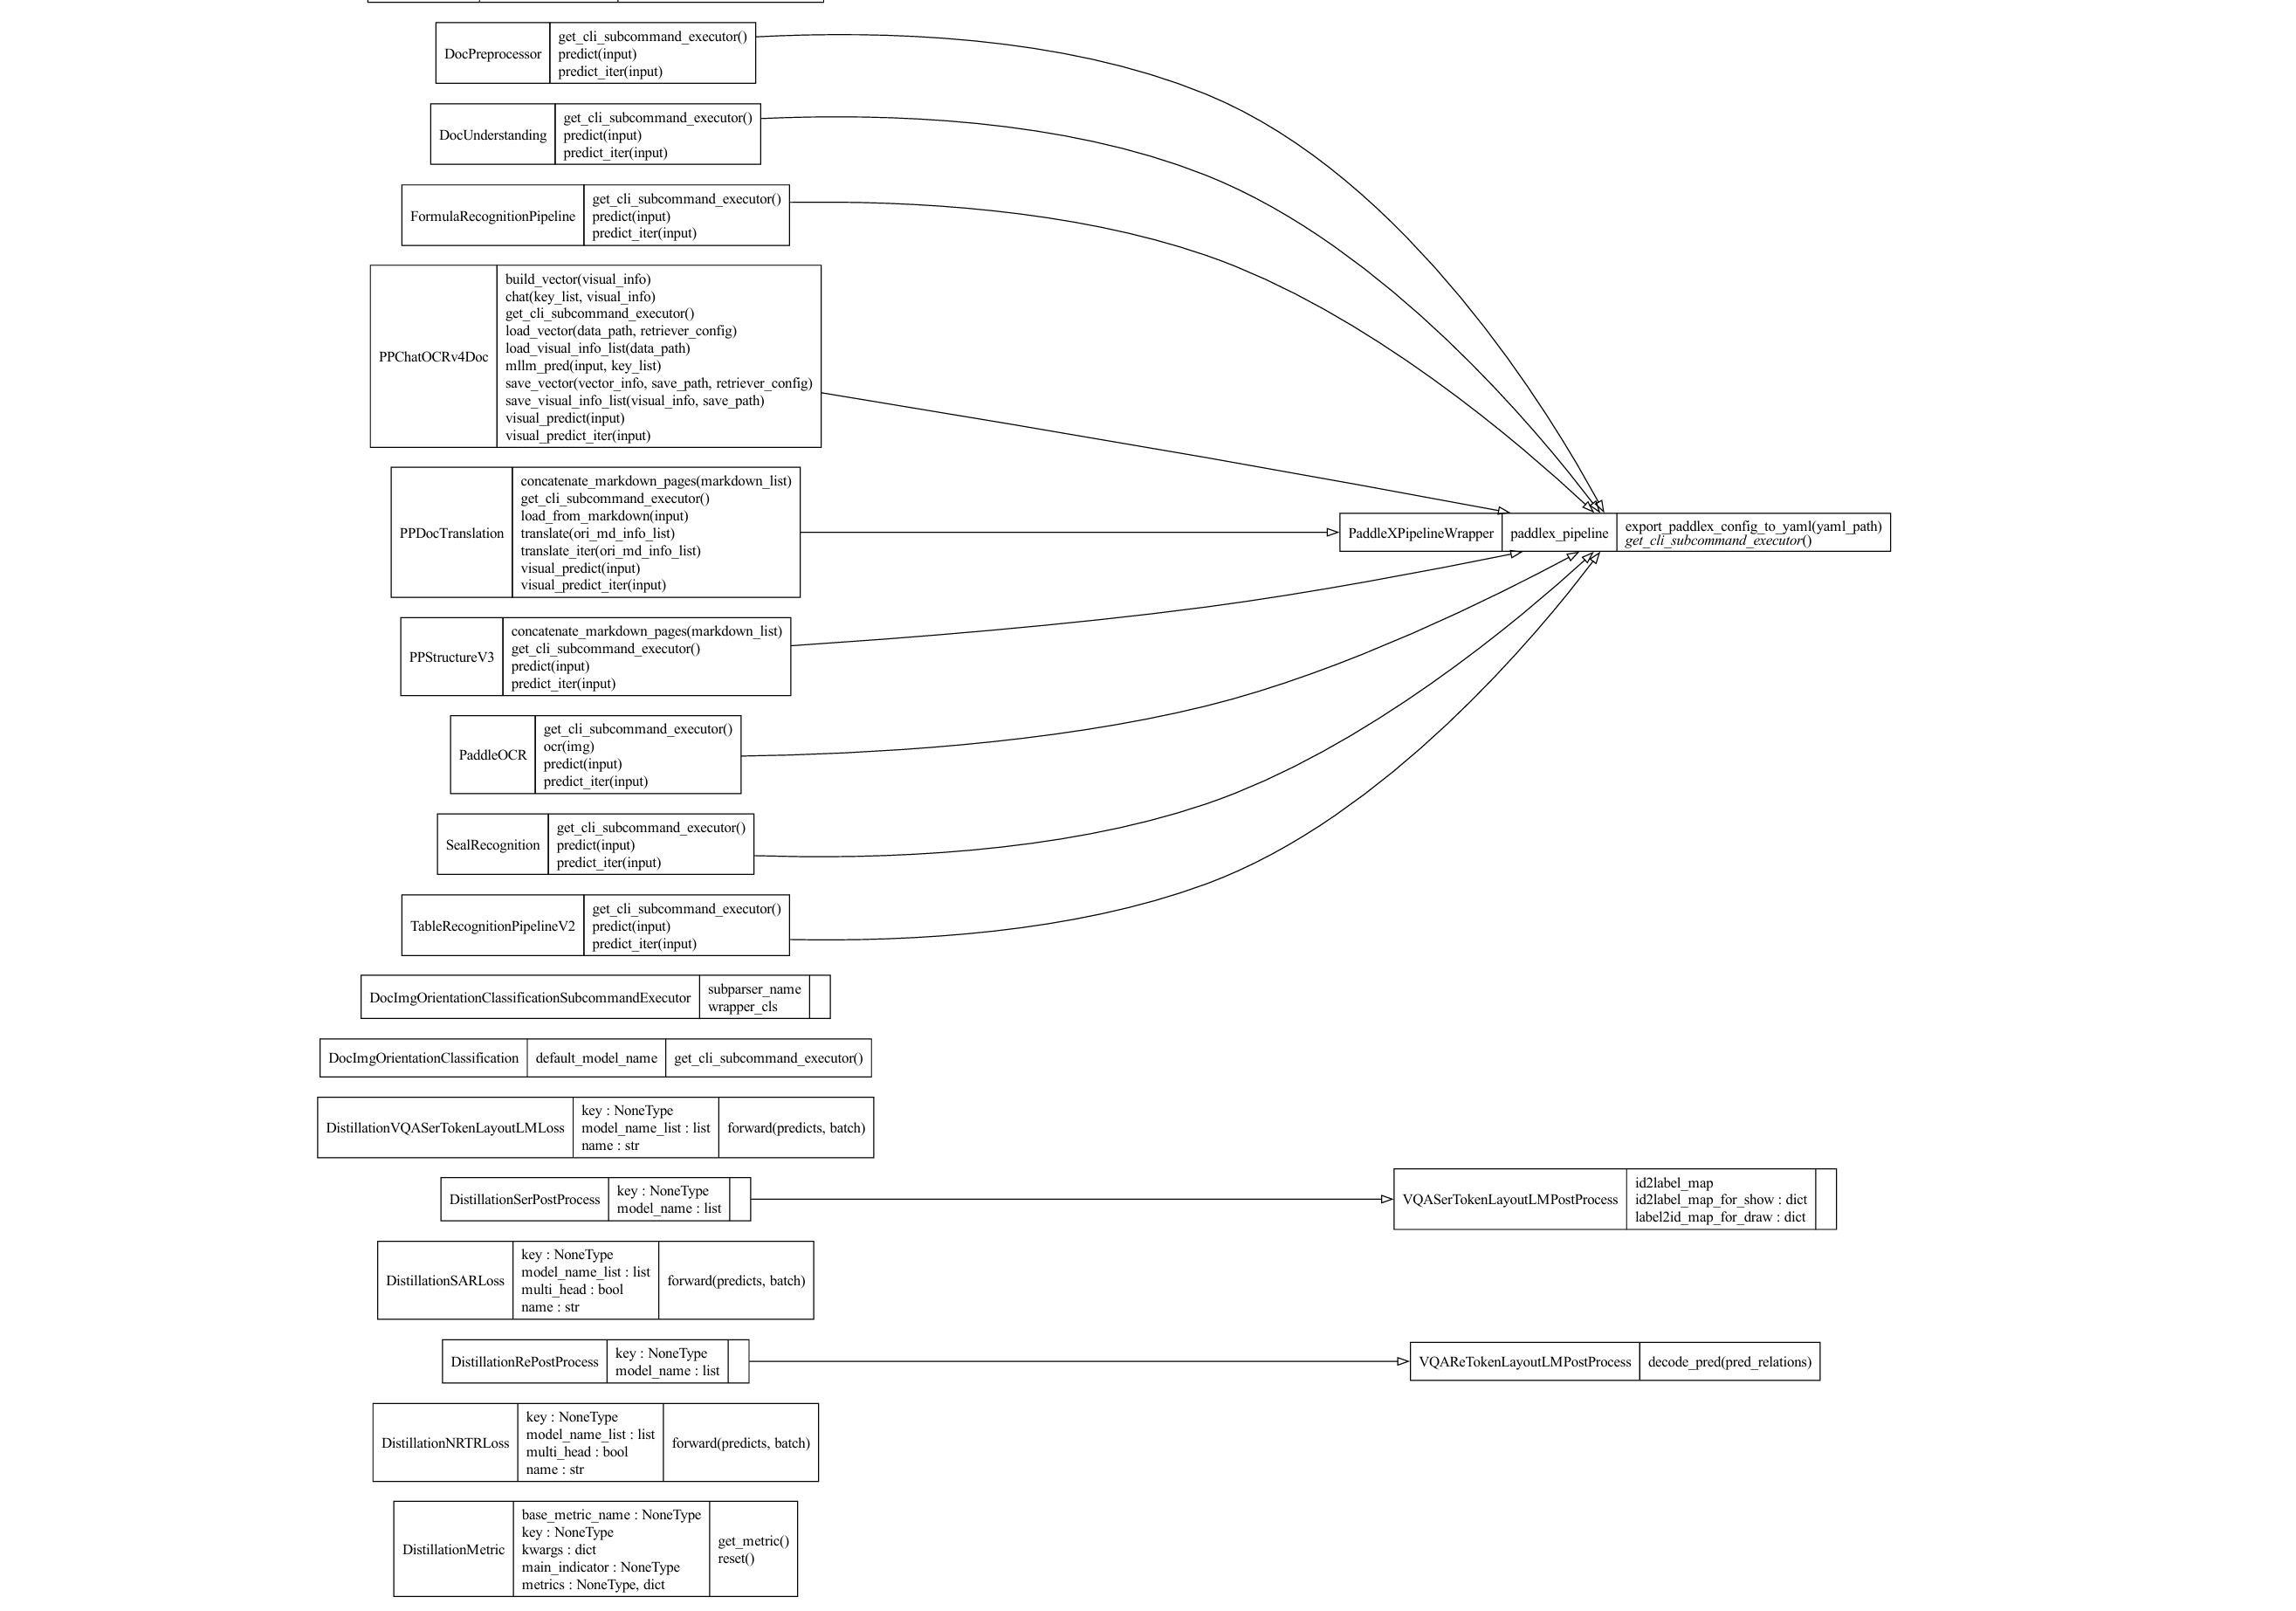 DocPreprocessor
get_cli_subcommand_executor()
predict(input)
predict_iter(input)
DocUnderstanding
get_cli_subcommand_executor()
predict(input)
predict_iter(input)
FormulaRecognitionPipeline
get_cli_subcommand_executor()
predict(input)
predict_iter(input)
PPChatOCRv4Doc
build_vector(visual_info)
chat(key_list, visual_info)
get_cli_subcommand_executor()
load_vector(data_path, retriever_config)
load_visual_info_list(data_path)
mllm_pred(input, key_list)
save_vector(vector_info, save_path, retriever_config)
save_visual_info_list(visual_info, save_path)
visual_predict(input)
visual_predict_iter(input)
PPDocTranslation
concatenate_markdown_pages(markdown_list)
get_cli_subcommand_executor()
load_from_markdown(input)
translate(ori_md_info_list)
translate_iter(ori_md_info_list)
visual_predict(input)
visual_predict_iter(input)
PaddleXPipelineWrapper
paddlex_pipeline
export_paddlex_config_to_yaml(yaml_path)
get_cli_subcommand_executor()
PPStructureV3
concatenate_markdown_pages(markdown_list)
get_cli_subcommand_executor()
predict(input)
predict_iter(input)
PaddleOCR
get_cli_subcommand_executor()
ocr(img)
predict(input)
predict_iter(input)
SealRecognition
get_cli_subcommand_executor()
predict(input)
predict_iter(input)
TableRecognitionPipelineV2
get_cli_subcommand_executor()
predict(input)
predict_iter(input)
DocImgOrientationClassificationSubcommandExecutor
subparser_name
wrapper_cls
DocImgOrientationClassification
default_model_name
get_cli_subcommand_executor()
DistillationVQASerTokenLayoutLMLoss
key : NoneType
model_name_list : list
name : str
forward(predicts, batch)
DistillationSerPostProcess
key : NoneType
model_name : list
VQASerTokenLayoutLMPostProcess
id2label_map
id2label_map_for_show : dict
label2id_map_for_draw : dict
DistillationSARLoss
key : NoneType
model_name_list : list
multi_head : bool
name : str
forward(predicts, batch)
DistillationRePostProcess
key : NoneType
model_name : list
VQAReTokenLayoutLMPostProcess
decode_pred(pred_relations)
DistillationNRTRLoss
key : NoneType
model_name_list : list
multi_head : bool
name : str
forward(predicts, batch)
DistillationMetric
base_metric_name : NoneType
key : NoneType
kwargs : dict
main_indicator : NoneType
metrics : NoneType, dict
get_metric()
reset()